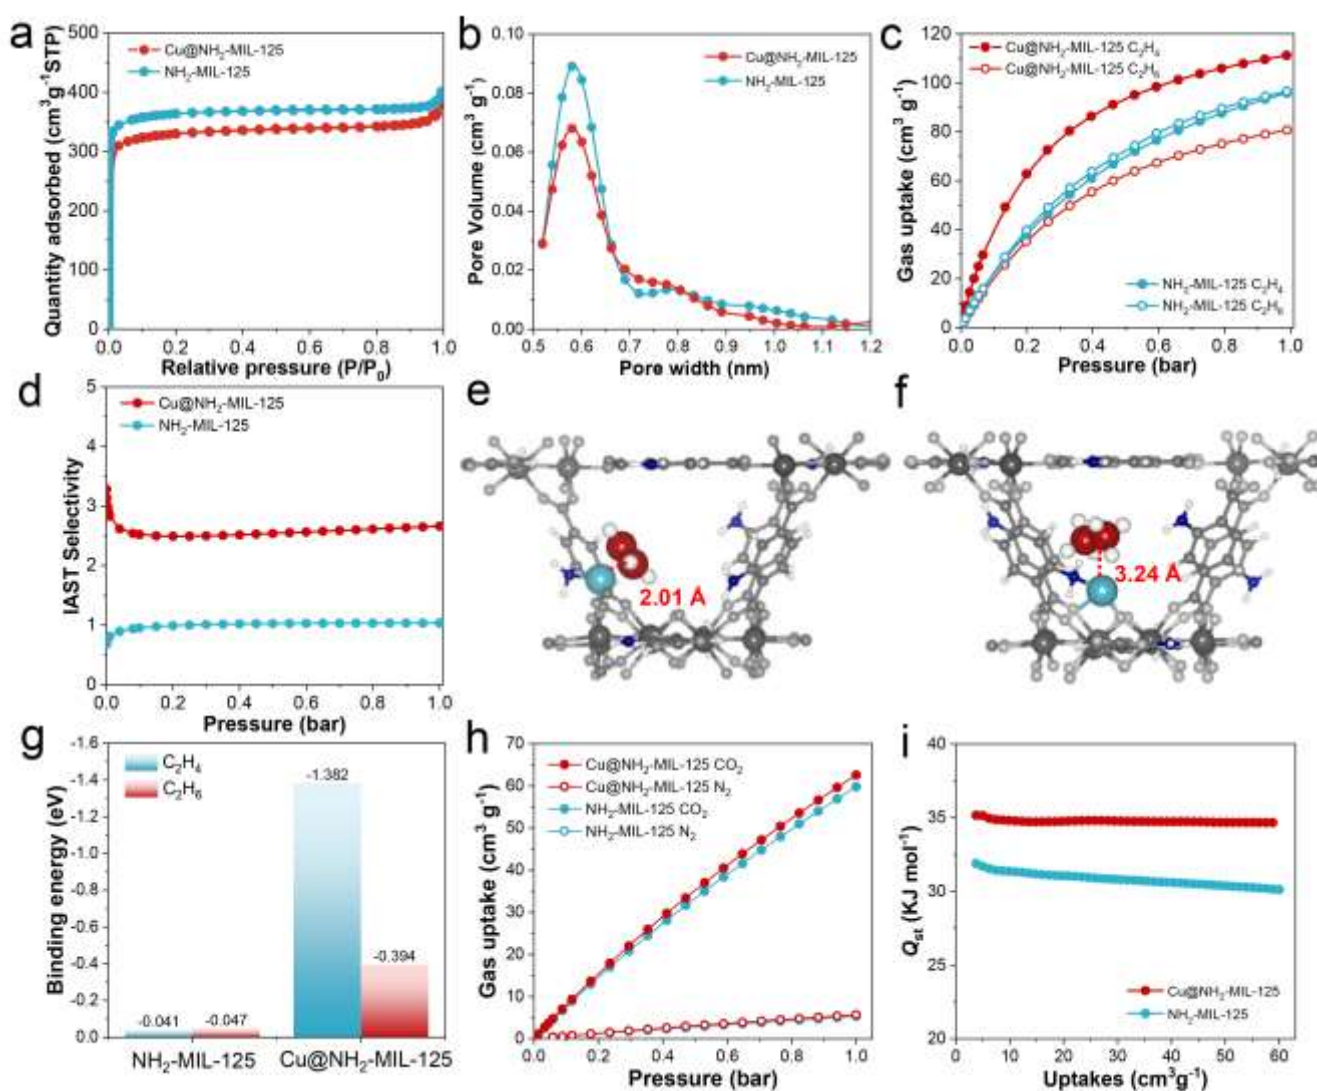 a
500
400
300
200
100
0
Quantity adsorbed (cm³g⁻¹STP)
Cu@NH₂-MIL-125
NH₂-MIL-125
0.0 0.2 0.4 0.6 0.8 1.0
Relative pressure (P/P₀)
b
0.10
0.08
0.06
0.04
0.02
0.00
Pore Volume (cm³ g⁻¹)
Cu@NH₂-MIL-125
NH₂-MIL-125
0.5 0.6 0.7 0.8 0.9 1.0 1.1 1.2
Pore width (nm)
c
120
100
80
60
40
20
0
Gas uptake (cm³ g⁻¹)
Cu@NH₂-MIL-125 C₂H₄
Cu@NH₂-MIL-125 C₂H₆
NH₂-MIL-125 C₂H₄
NH₂-MIL-125 C₂H₆
0.0 0.2 0.4 0.6 0.8 1.0
Pressure (bar)
d
5
4
3
2
1
0
IAST Selectivity
Cu@NH₂-MIL-125
NH₂-MIL-125
0.0 0.2 0.4 0.6 0.8 1.0
Pressure (bar)
e
2.01 Å
f
3.24 Å
g
-1.6
-1.4
-1.2
-1.0
-0.8
-0.6
-0.4
-0.2
0.0
Binding energy (eV)
C₂H₄
C₂H₆
-0.041
-0.047
-1.382
-0.394
NH₂-MIL-125 Cu@NH₂-MIL-125
h
70
60
50
40
30
20
10
0
Gas uptake (cm³ g⁻¹)
Cu@NH₂-MIL-125 CO₂
Cu@NH₂-MIL-125 N₂
NH₂-MIL-125 CO₂
NH₂-MIL-125 N₂
0.0 0.2 0.4 0.6 0.8 1.0
Pressure (bar)
i
40
35
30
25
20
Qst (KJ mol⁻¹)
Cu@NH₂-MIL-125
NH₂-MIL-125
0 10 20 30 40 50 60
Uptakes (cm³g⁻¹)